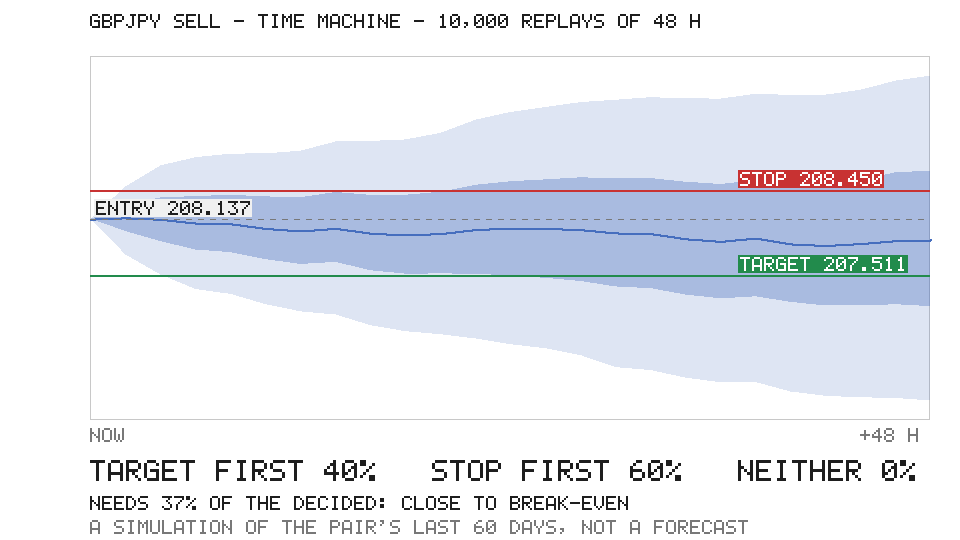 GBPJPY SELL - TIME MACHINE - 10,000 REPLAYS OF 48 H
STOP 208.450
ENTRY 208.137
TARGET 207.511
NOW +48 H
TARGET FIRST 40% STOP FIRST 60% NEITHER 0%
NEEDS 37% OF THE DECIDED: CLOSE TO BREAK-EVEN
A SIMULATION OF THE PAIR'S LAST 60 DAYS, NOT A FORECAST